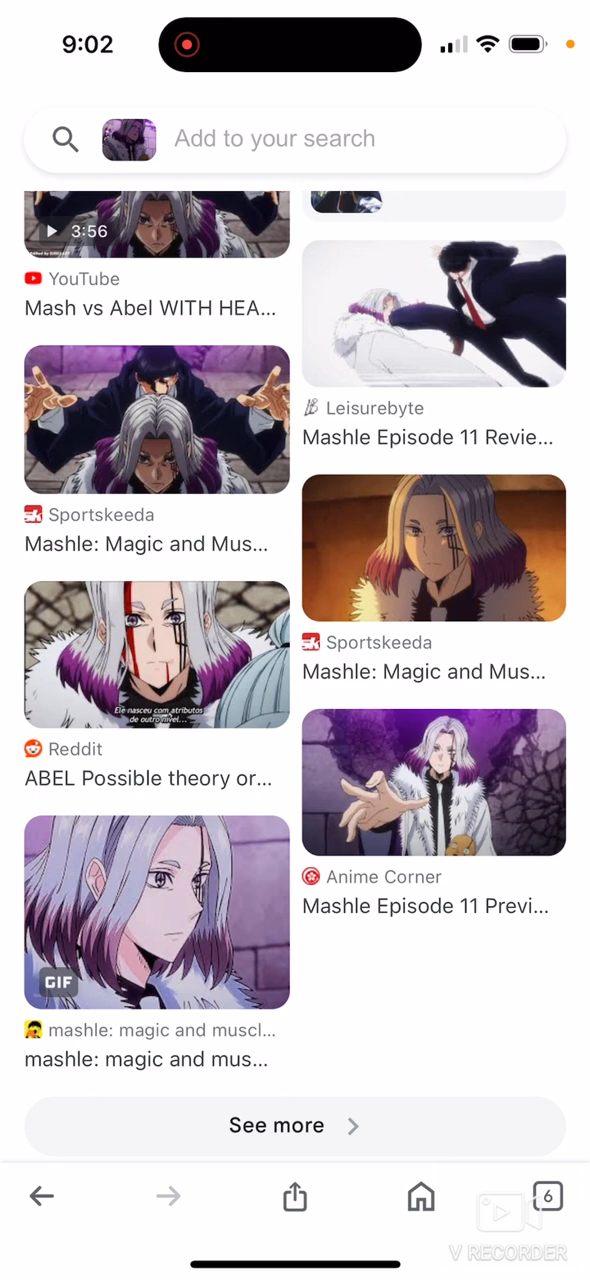 9:02
Add to your search
3:56
YouTube
Mash vs Abel WITH HEA...
Sportskeeda
Mashle: Magic and Mus...
Ele nasceu com atributos
de outro nível...
Reddit
ABEL Possible theory or...
GIF
mashle: magic and muscl...
mashle: magic and mus...
Leisurebyte
Mashle Episode 11 Revie...
Sportskeeda
Mashle: Magic and Mus...
Anime Corner
Mashle Episode 11 Previ...
See more
6
V RECORDER